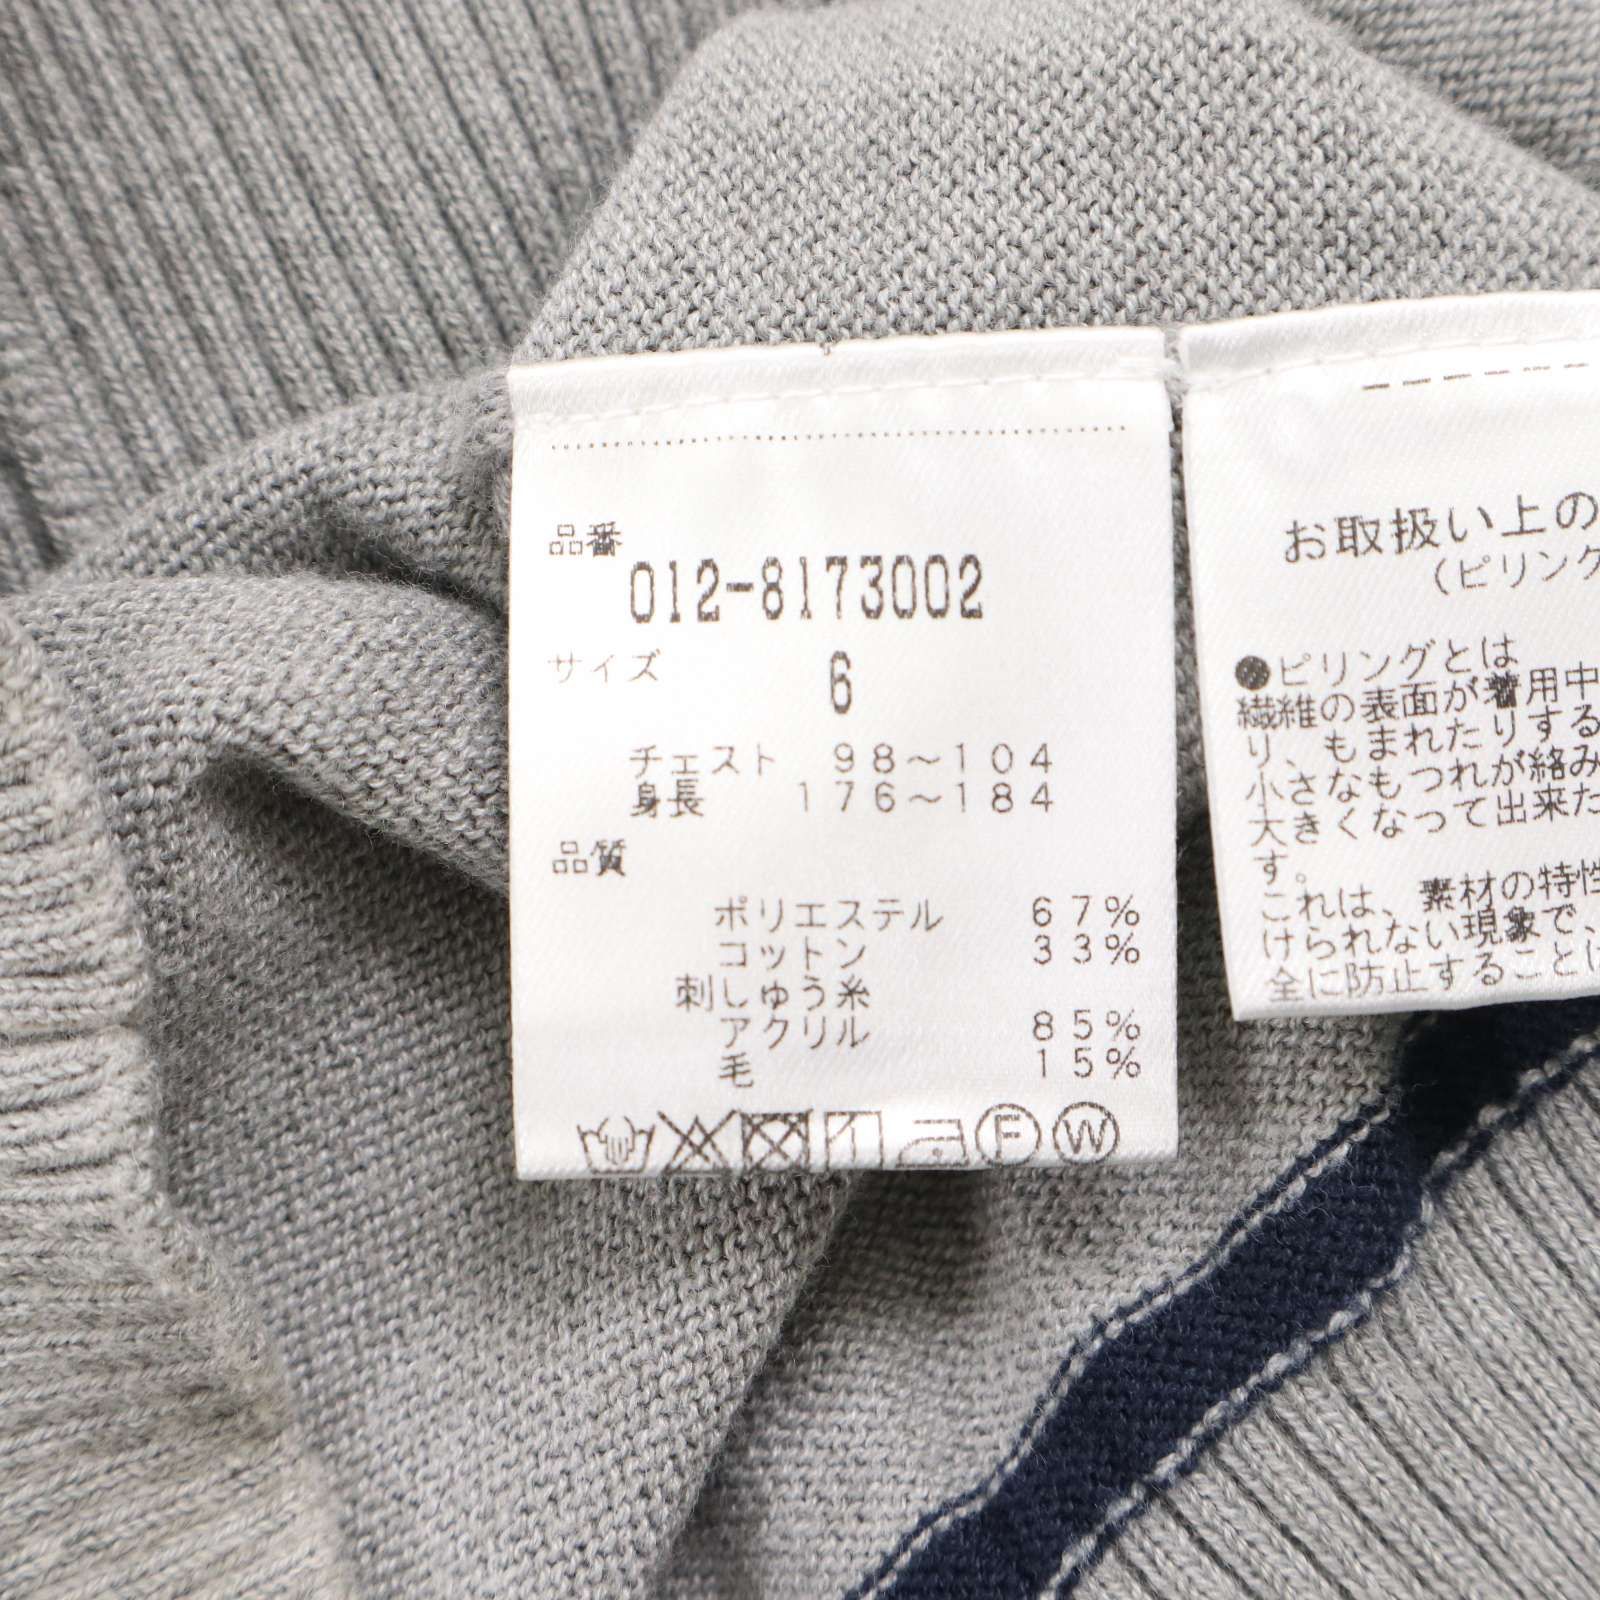 品番
012-8173002
サイズ 6
チェスト 98～104
身長 176～184
品質
ポリエステル 67%
コットン 33%
刺しゅう糸
アクリル 85%
毛 15%
F W
お取扱い上の
(ピリング
●ピリングとは
繊維の表面が着用中
り、もまれたりする
小さなもつれが絡み
大きくなって出来た
す。
これは、素材の特性
けられない現象で、
全に防止することは